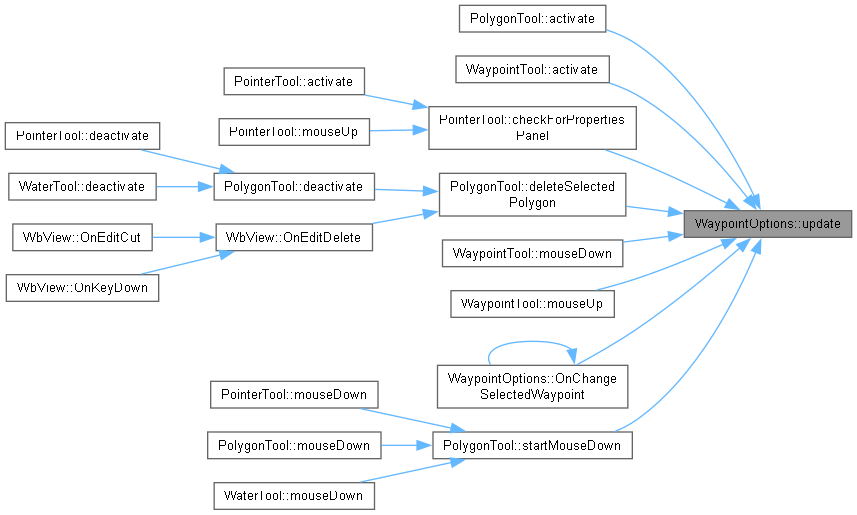 PolygonTool::activate
WaypointTool::activate
PointerTool::activate
PointerTool::checkForProperties
Panel
PointerTool::mouseUp
PointerTool::deactivate
WaterTool::deactivate
PolygonTool::deactivate
PolygonTool::deleteSelected
Polygon
WaypointOptions::update
WbView::OnEditCut
WbView::OnEditDelete
WaypointTool::mouseDown
WbView::OnKeyDown
WaypointTool::mouseUp
WaypointOptions::OnChange
SelectedWaypoint
PointerTool::mouseDown
PolygonTool::mouseDown
PolygonTool::startMouseDown
WaterTool::mouseDown